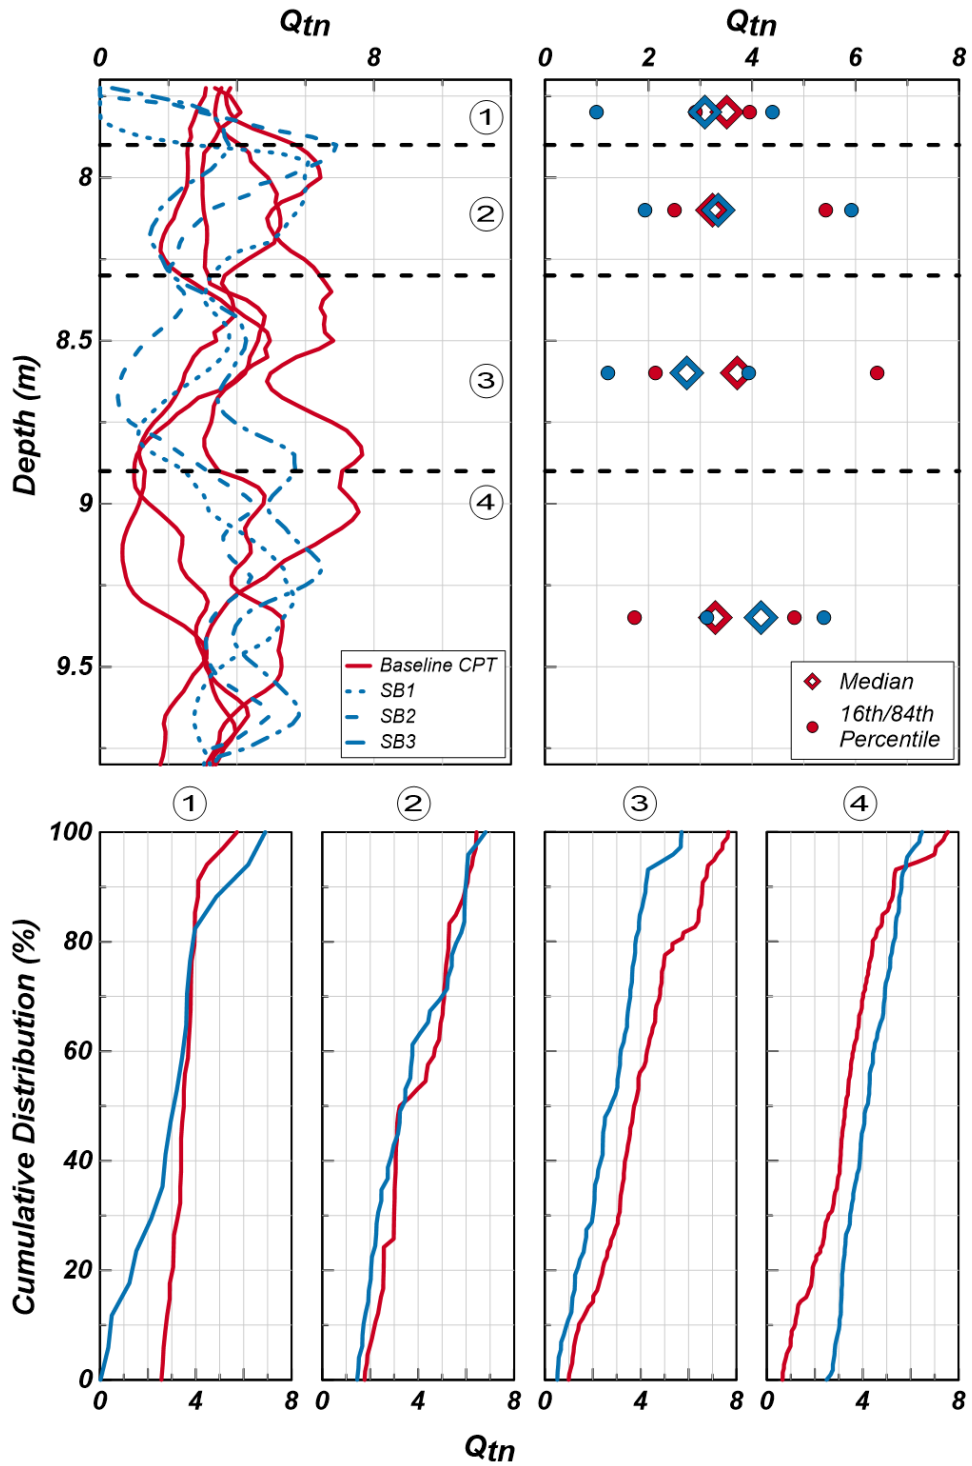 Qtn
Qtn
0 8
0 2 4 6 8
1
8
2
8.5
3
Depth (m)
9
4
9.5
Baseline CPT
SB1
SB2
SB3
Median
16th/84th
Percentile
1 2 3 4
100
80
60
40
20
0
Cumulative Distribution (%)
0 4 8
0 4 8
0 4 8
0 4 8
Qtn